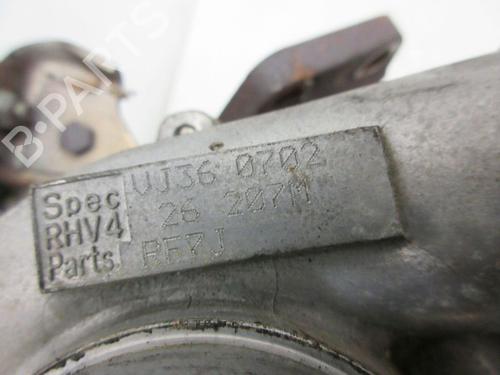 B-PARTS
Spec VJ36 0702
RHV4 26 207M
Parts RF7J